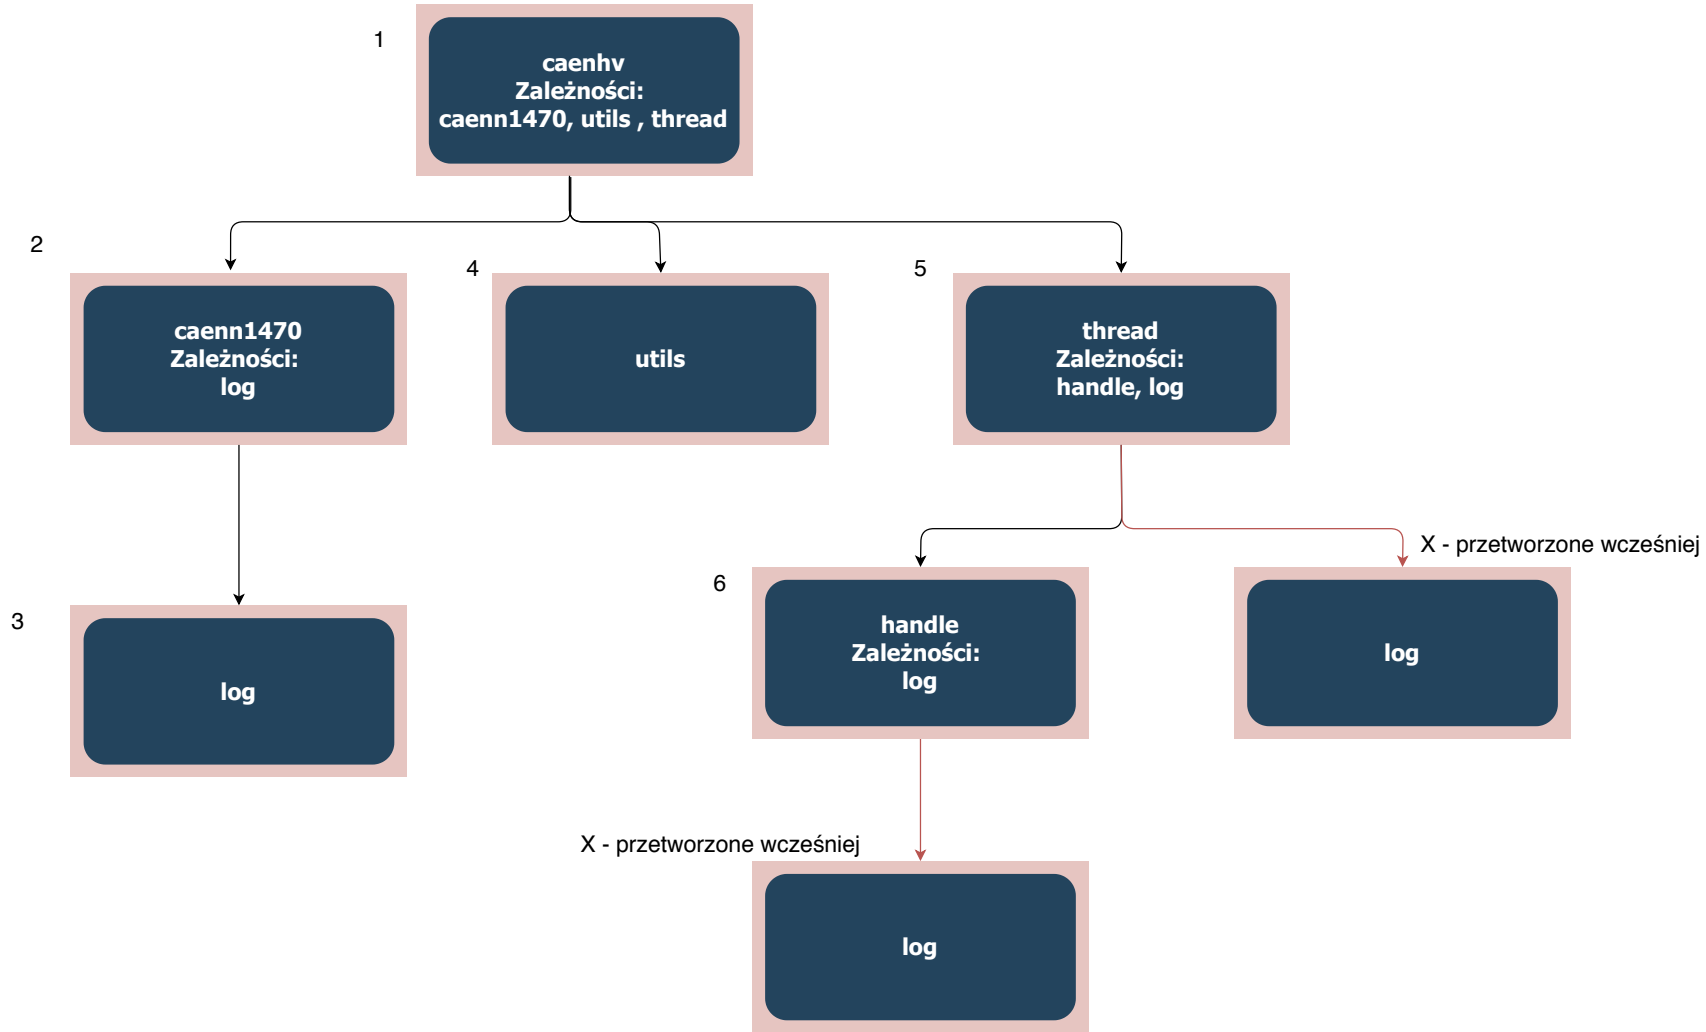 1
caenhv
Zależności:
caenn1470, utils , thread
2
caenn1470
Zależności:
log
4
utils
5
thread
Zależności:
handle, log
3
log
6
handle
Zależności:
log
X - przetworzone wcześniej
log
X - przetworzone wcześniej
log